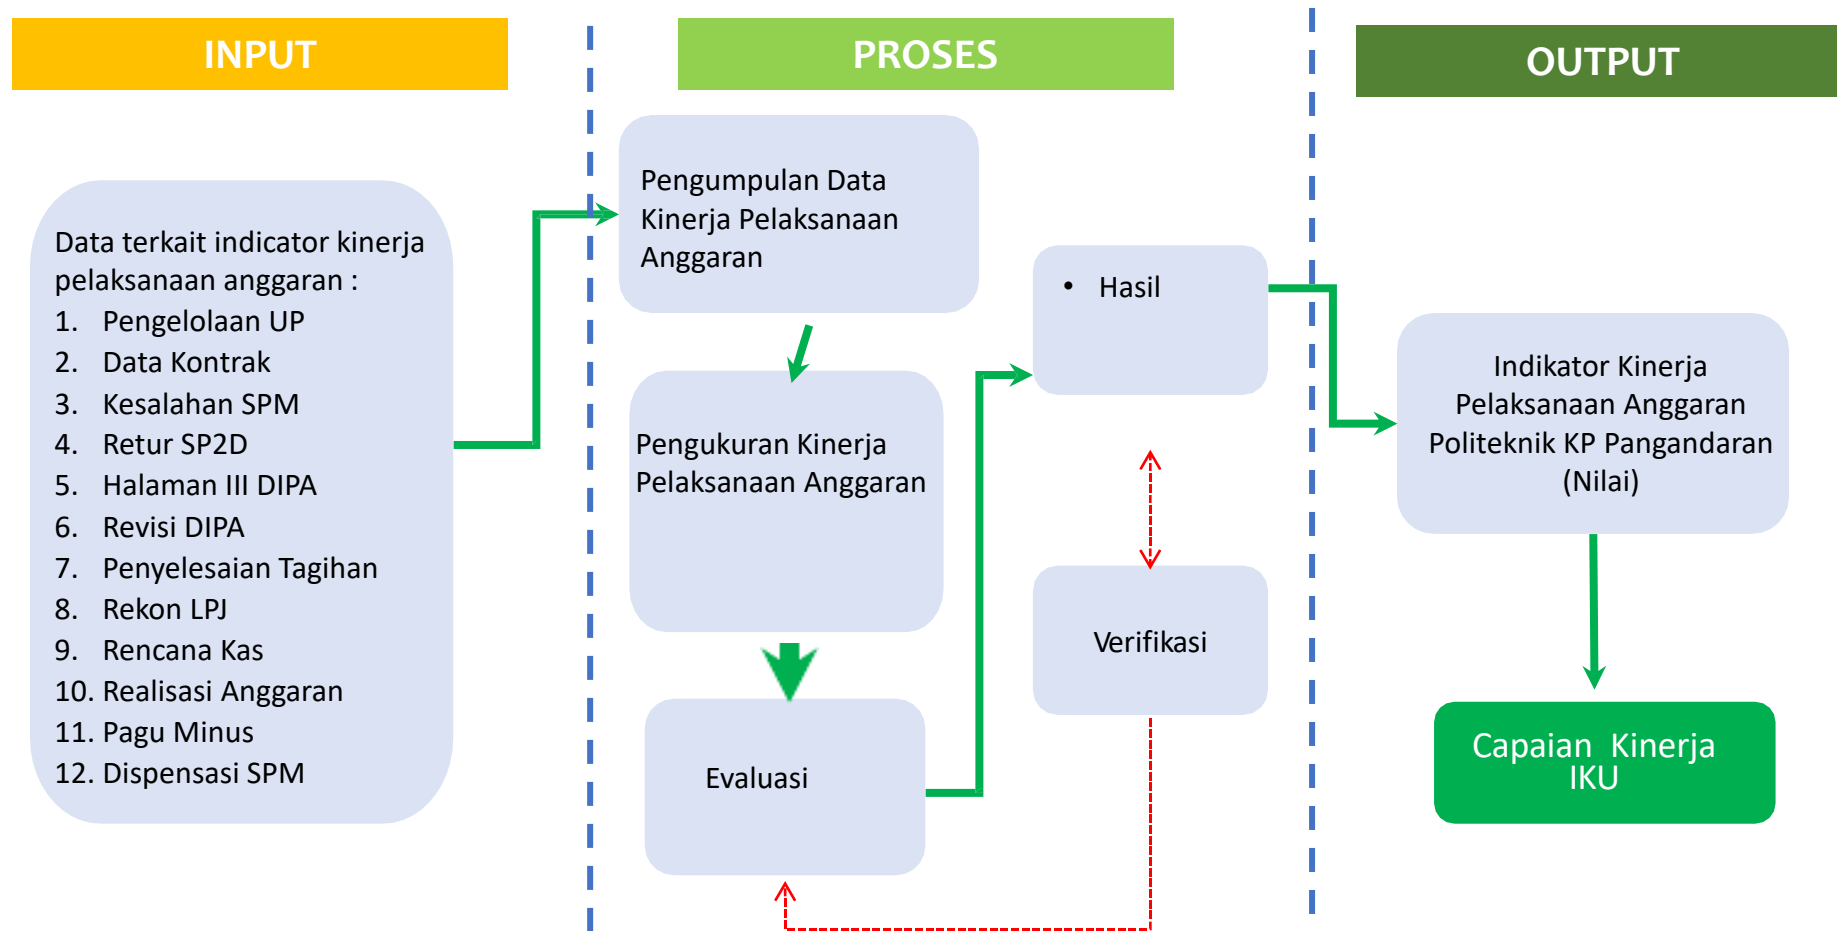 INPUT
PROSES
OUTPUT
Data terkait indicator kinerja
pelaksanaan anggaran :
1. Pengelolaan UP
2. Data Kontrak
3. Kesalahan SPM
4. Retur SP2D
5. Halaman III DIPA
6. Revisi DIPA
7. Penyelesaian Tagihan
8. Rekon LPJ
9. Rencana Kas
10. Realisasi Anggaran
11. Pagu Minus
12. Dispensasi SPM
Pengumpulan Data
Kinerja Pelaksanaan
Anggaran
Pengukuran Kinerja
Pelaksanaan Anggaran
Evaluasi
• Hasil
Verifikasi
Indikator Kinerja
Pelaksanaan Anggaran
Politeknik KP Pangandaran
(Nilai)
Capaian Kinerja
IKU